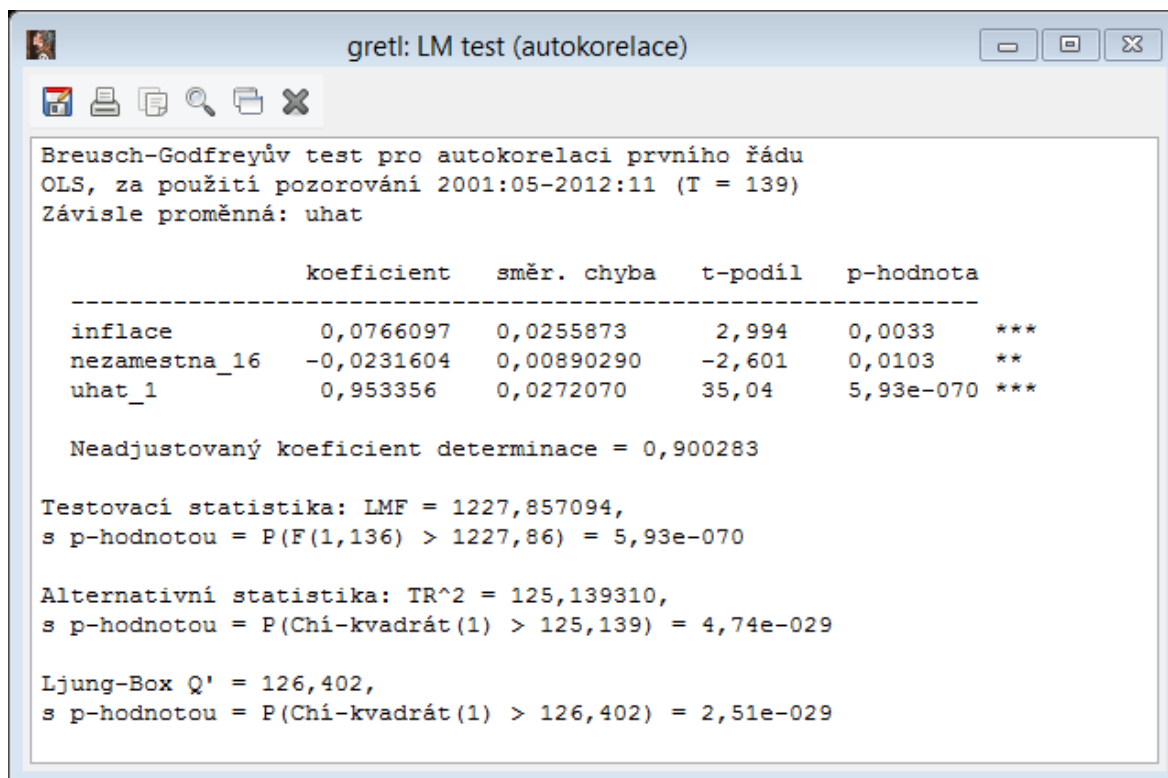 gretl: LM test (autokorelace)
Breusch-Godfreyův test pro autokorelaci prvního řádu
OLS, za použití pozorování 2001:05-2012:11 (T = 139)
Závisle proměnná: uhat
koeficient směr. chyba t-podíl p-hodnota
---------------------------------------------------------------
inflace 0,0766097 0,0255873 2,994 0,0033 ***
nezamestna_16 -0,0231604 0,00890290 -2,601 0,0103 **
uhat_1 0,953356 0,0272070 35,04 5,93e-070 ***
Neadjustovaný koeficient determinace = 0,900283
Testovací statistika: LMF = 1227,857094,
s p-hodnotou = P(F(1,136) > 1227,86) = 5,93e-070
Alternativní statistika: TR^2 = 125,139310,
s p-hodnotou = P(Chí-kvadrát(1) > 125,139) = 4,74e-029
Ljung-Box Q' = 126,402,
s p-hodnotou = P(Chí-kvadrát(1) > 126,402) = 2,51e-029